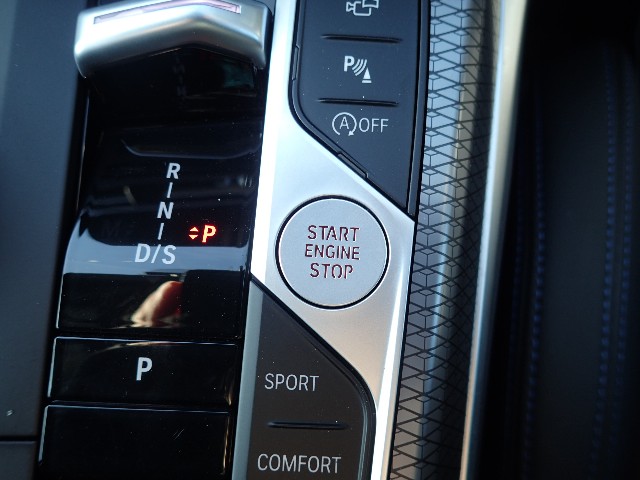 R
N
D/S
P
P
P
A OFF
START
ENGINE
STOP
SPORT
COMFORT